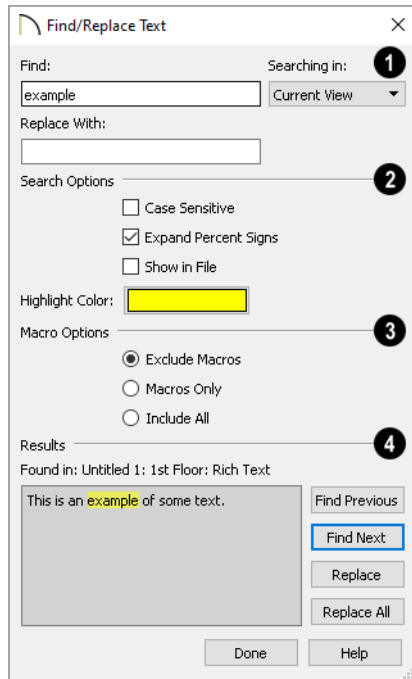 Find/Replace Text
Find:
Searching in:
1
example
Current View
Replace With:
Search Options
2
Case Sensitive
Expand Percent Signs
Show in File
Highlight Color:
Macro Options
3
Exclude Macros
Macros Only
Include All
Results
4
Found in: Untitled 1: 1st Floor: Rich Text
This is an example of some text.
Find Previous
Find Next
Replace
Replace All
Done
Help